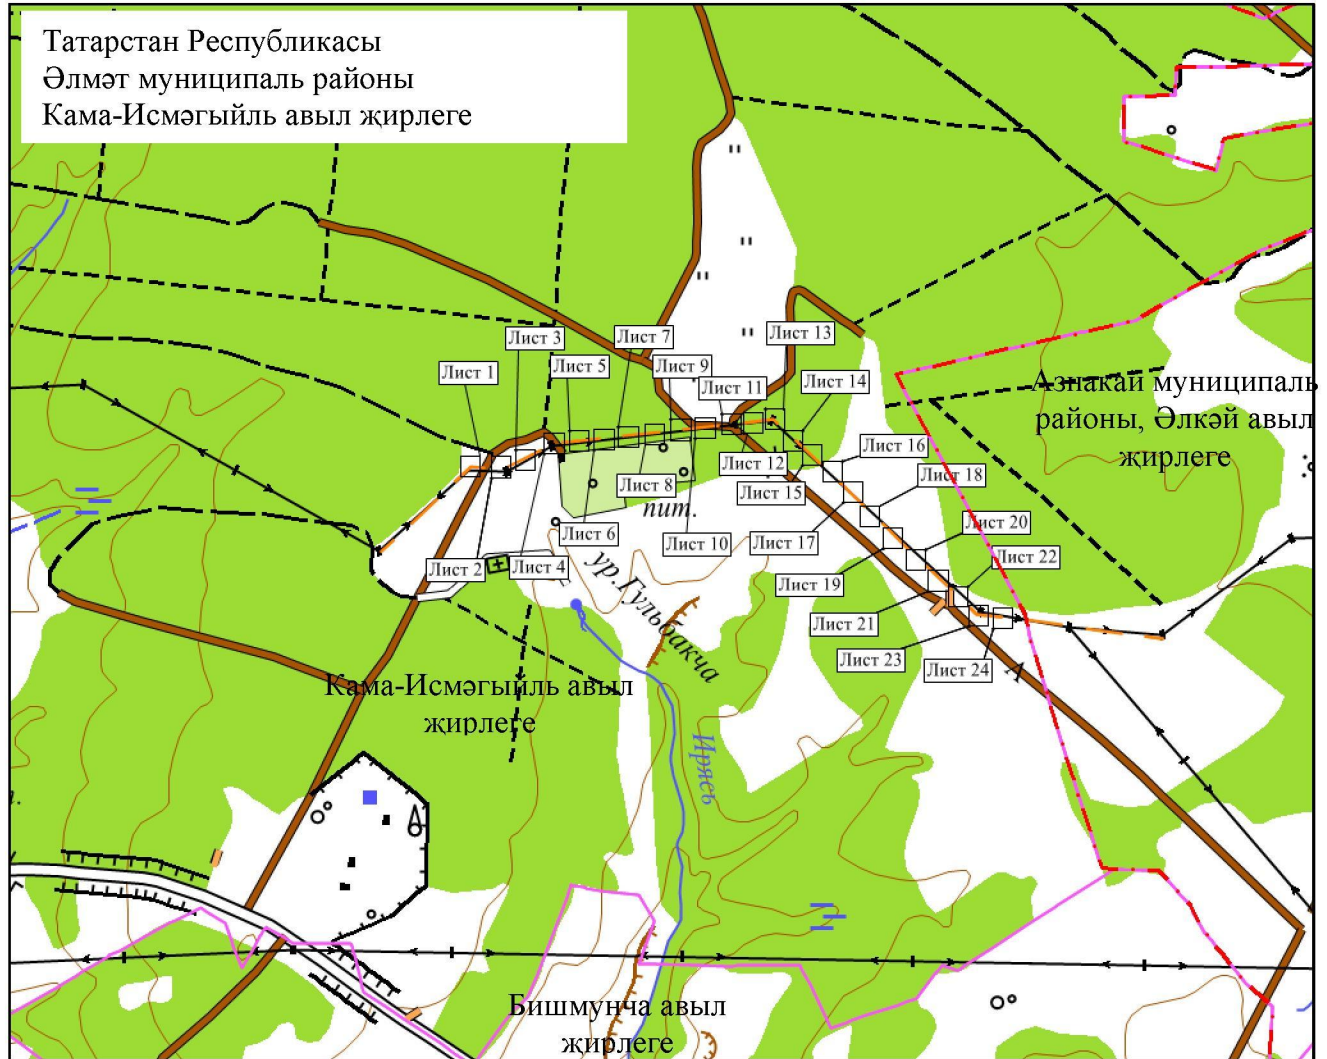 Татарстан Республикасы
Әлмәт муниципаль районы
Кама-Исмәгыйль авыл җирлеге
Лист 7
Лист 13
Лист 3
Лист 5
Лист 9
Лист 1
Лист 11
Лист 14
Азнакай муниципаль
районы, Әлкәй авыл
җирлеге
Лист 16
Лист 12
Лист 18
Лист 8
Лист 15
пит.
Лист 20
Лист 6
Лист 10
Лист 17
Лист 22
Лист 2
Лист 4
ур.Гульбакча
Лист 19
Лист 21
Лист 23
Лист 24
А
Кама-Исмәгыйль авыл
җирлеге
Ирясь
Бишмунча авыл
җирлеге